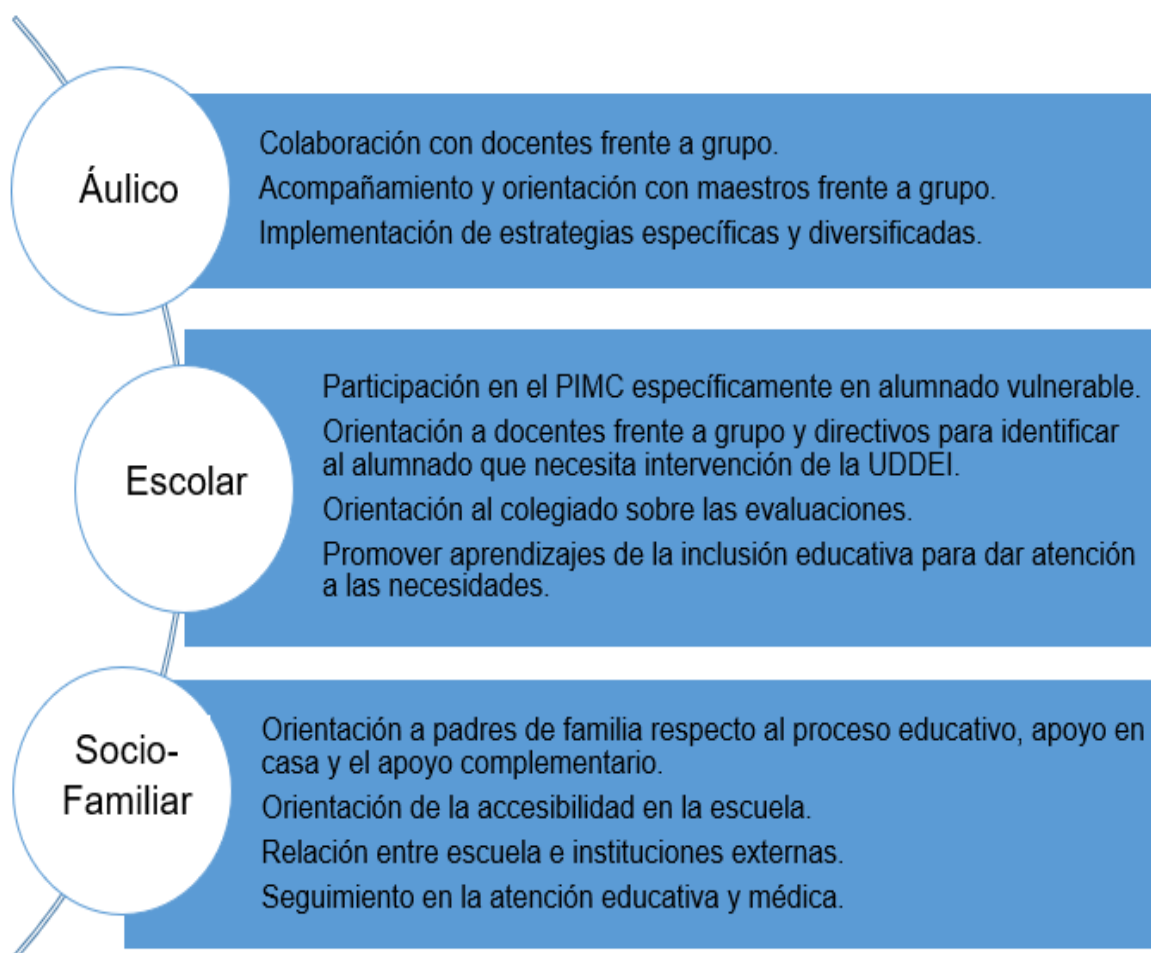 Áulico
Colaboración con docentes frente a grupo.
Acompañamiento y orientación con maestros frente a grupo.
Implementación de estrategias específicas y diversificadas.
Escolar
Participación en el PIMC específicamente en alumnado vulnerable.
Orientación a docentes frente a grupo y directivos para identificar
al alumnado que necesita intervención de la UDDEI.
Orientación al colegiado sobre las evaluaciones.
Promover aprendizajes de la inclusión educativa para dar atención
a las necesidades.
Socio-
Familiar
Orientación a padres de familia respecto al proceso educativo, apoyo en
casa y el apoyo complementario.
Orientación de la accesibilidad en la escuela.
Relación entre escuela e instituciones externas.
Seguimiento en la atención educativa y médica.